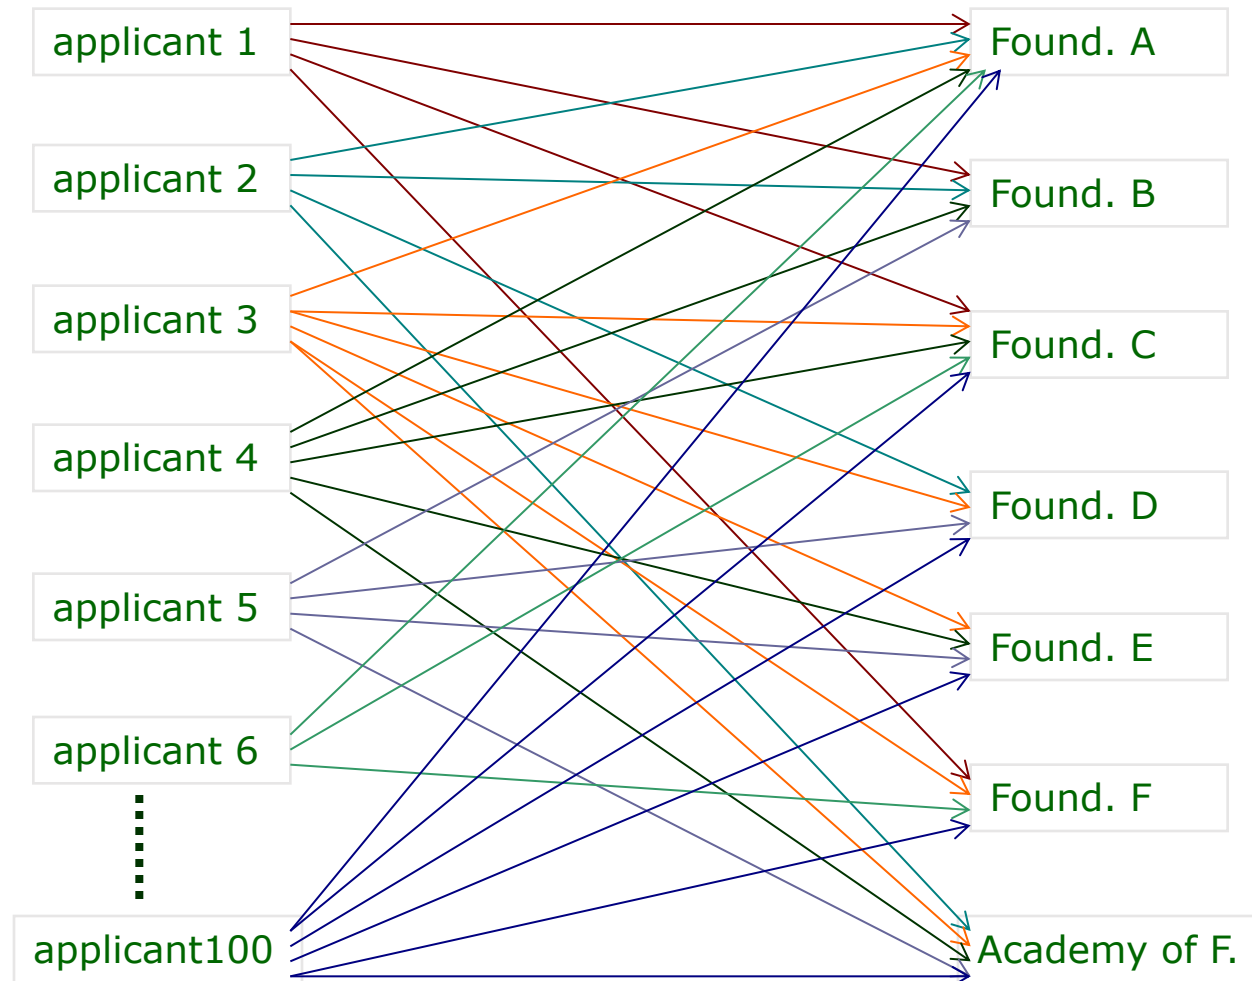 applicant 1
Found. A
applicant 2
Found. B
applicant 3
Found. C
applicant 4
Found. D
applicant 5
Found. E
applicant 6
Found. F
applicant100
Academy of F.